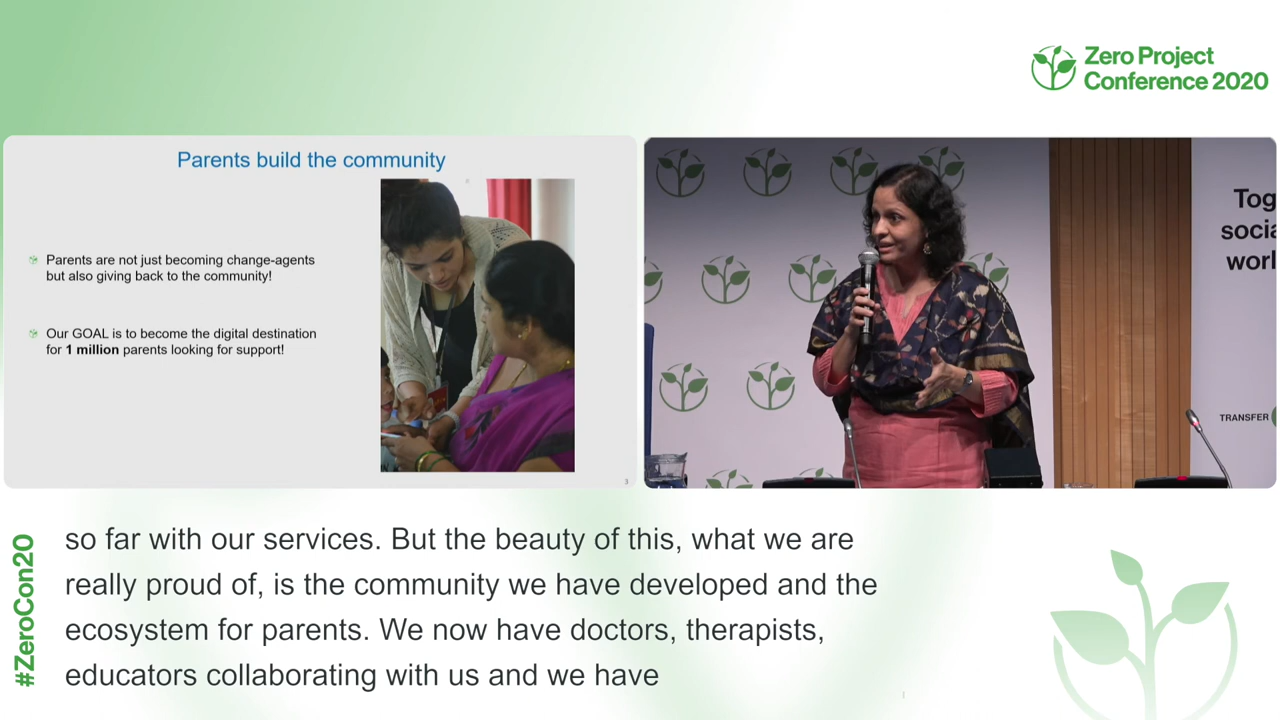 Zero Project
Conference 2020
Parents build the community
Parents are not just becoming change-agents
but also giving back to the community!
Our GOAL is to become the digital destination
for 1 million parents looking for support!
3
Tog
socia
worl
TRANSFER
#ZeroCon20
so far with our services. But the beauty of this, what we are
really proud of, is the community we have developed and the
ecosystem for parents. We now have doctors, therapists,
educators collaborating with us and we have